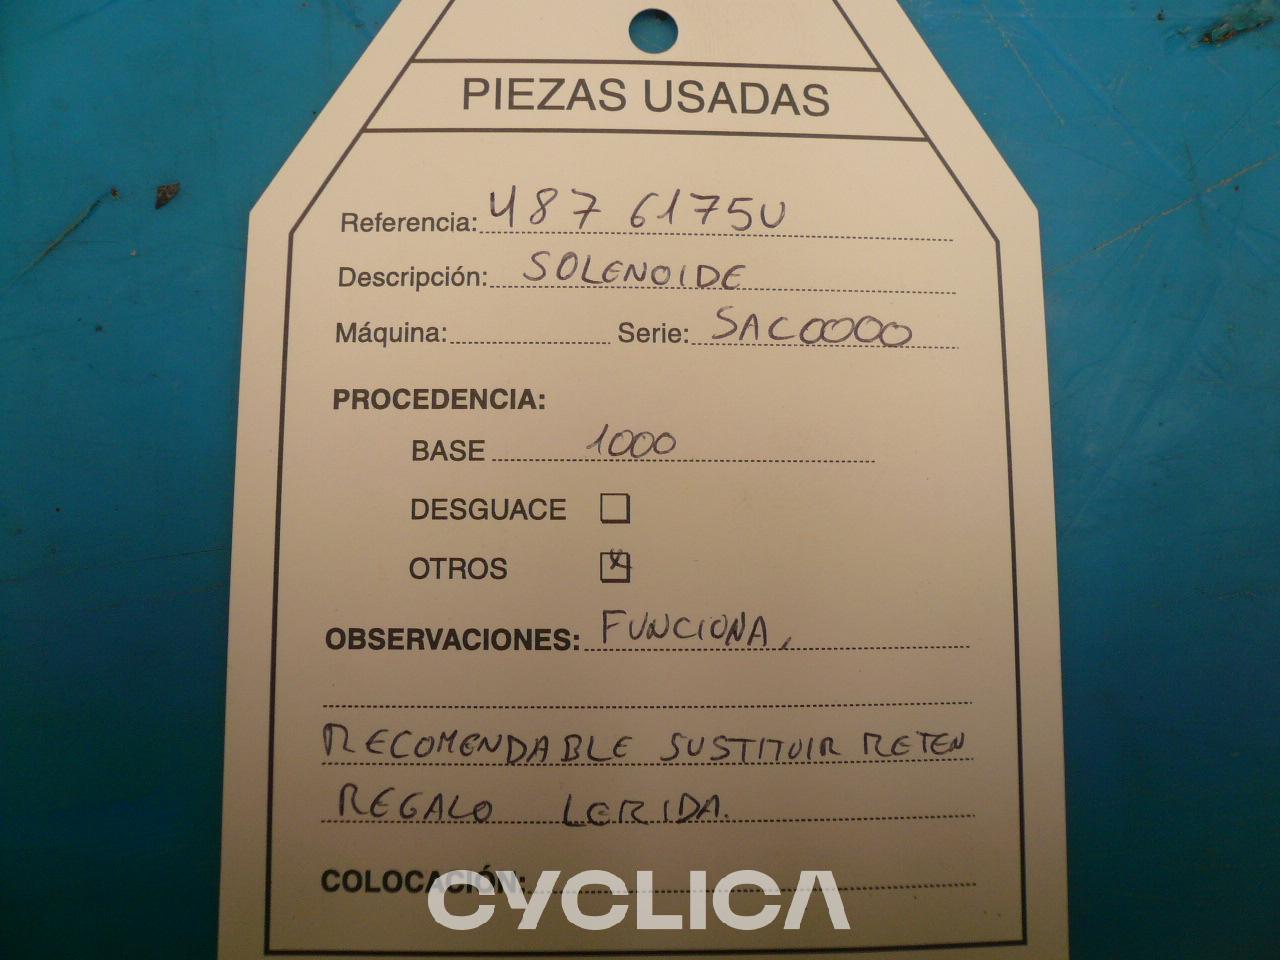 PIEZAS USADAS
Referencia: 487 6175U
Descripción: SOLENOIDE
Máquina: Serie: SAC0000
PROCEDENCIA:
BASE 1000
DESGUACE
OTROS X
OBSERVACIONES: FUNCIONA,
RECOMENDABLE SUSTITUIR RETEN
REGALO LERIDA.
COLOCACIÓN:
CYCLICA